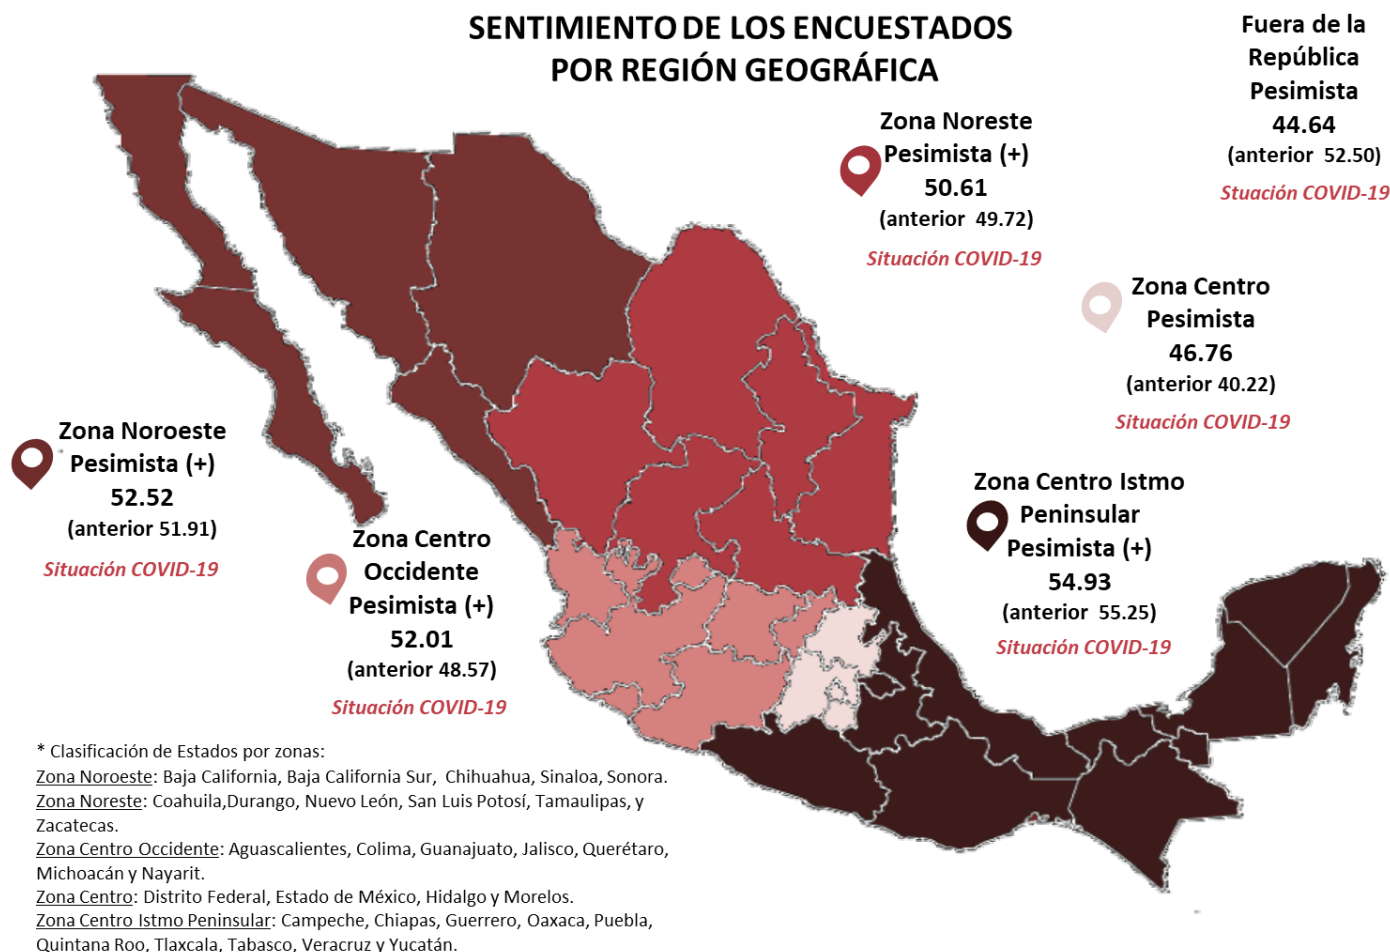 SENTIMIENTO DE LOS ENCUESTADOS
POR REGIÓN GEOGRÁFICA
Fuera de la
República
Pesimista
44.64
(anterior 52.50)
Stuación COVID-19
Zona Noreste
Pesimista (+)
50.61
(anterior 49.72)
Situación COVID-19
Zona Centro
Pesimista
46.76
(anterior 40.22)
Situación COVID-19
Zona Noroeste
Pesimista (+)
52.52
(anterior 51.91)
Situación COVID-19
Zona Centro
Occidente
Pesimista (+)
52.01
(anterior 48.57)
Situación COVID-19
Zona Centro Istmo
Peninsular
Pesimista (+)
54.93
(anterior 55.25)
Situación COVID-19
* Clasificación de Estados por zonas:
Zona Noroeste: Baja California, Baja California Sur, Chihuahua, Sinaloa, Sonora.
Zona Noreste: Coahuila,Durango, Nuevo León, San Luis Potosí, Tamaulipas, y
Zacatecas.
Zona Centro Occidente: Aguascalientes, Colima, Guanajuato, Jalisco, Querétaro,
Michoacán y Nayarit.
Zona Centro: Distrito Federal, Estado de México, Hidalgo y Morelos.
Zona Centro Istmo Peninsular: Campeche, Chiapas, Guerrero, Oaxaca, Puebla,
Quintana Roo, Tlaxcala, Tabasco, Veracruz y Yucatán.